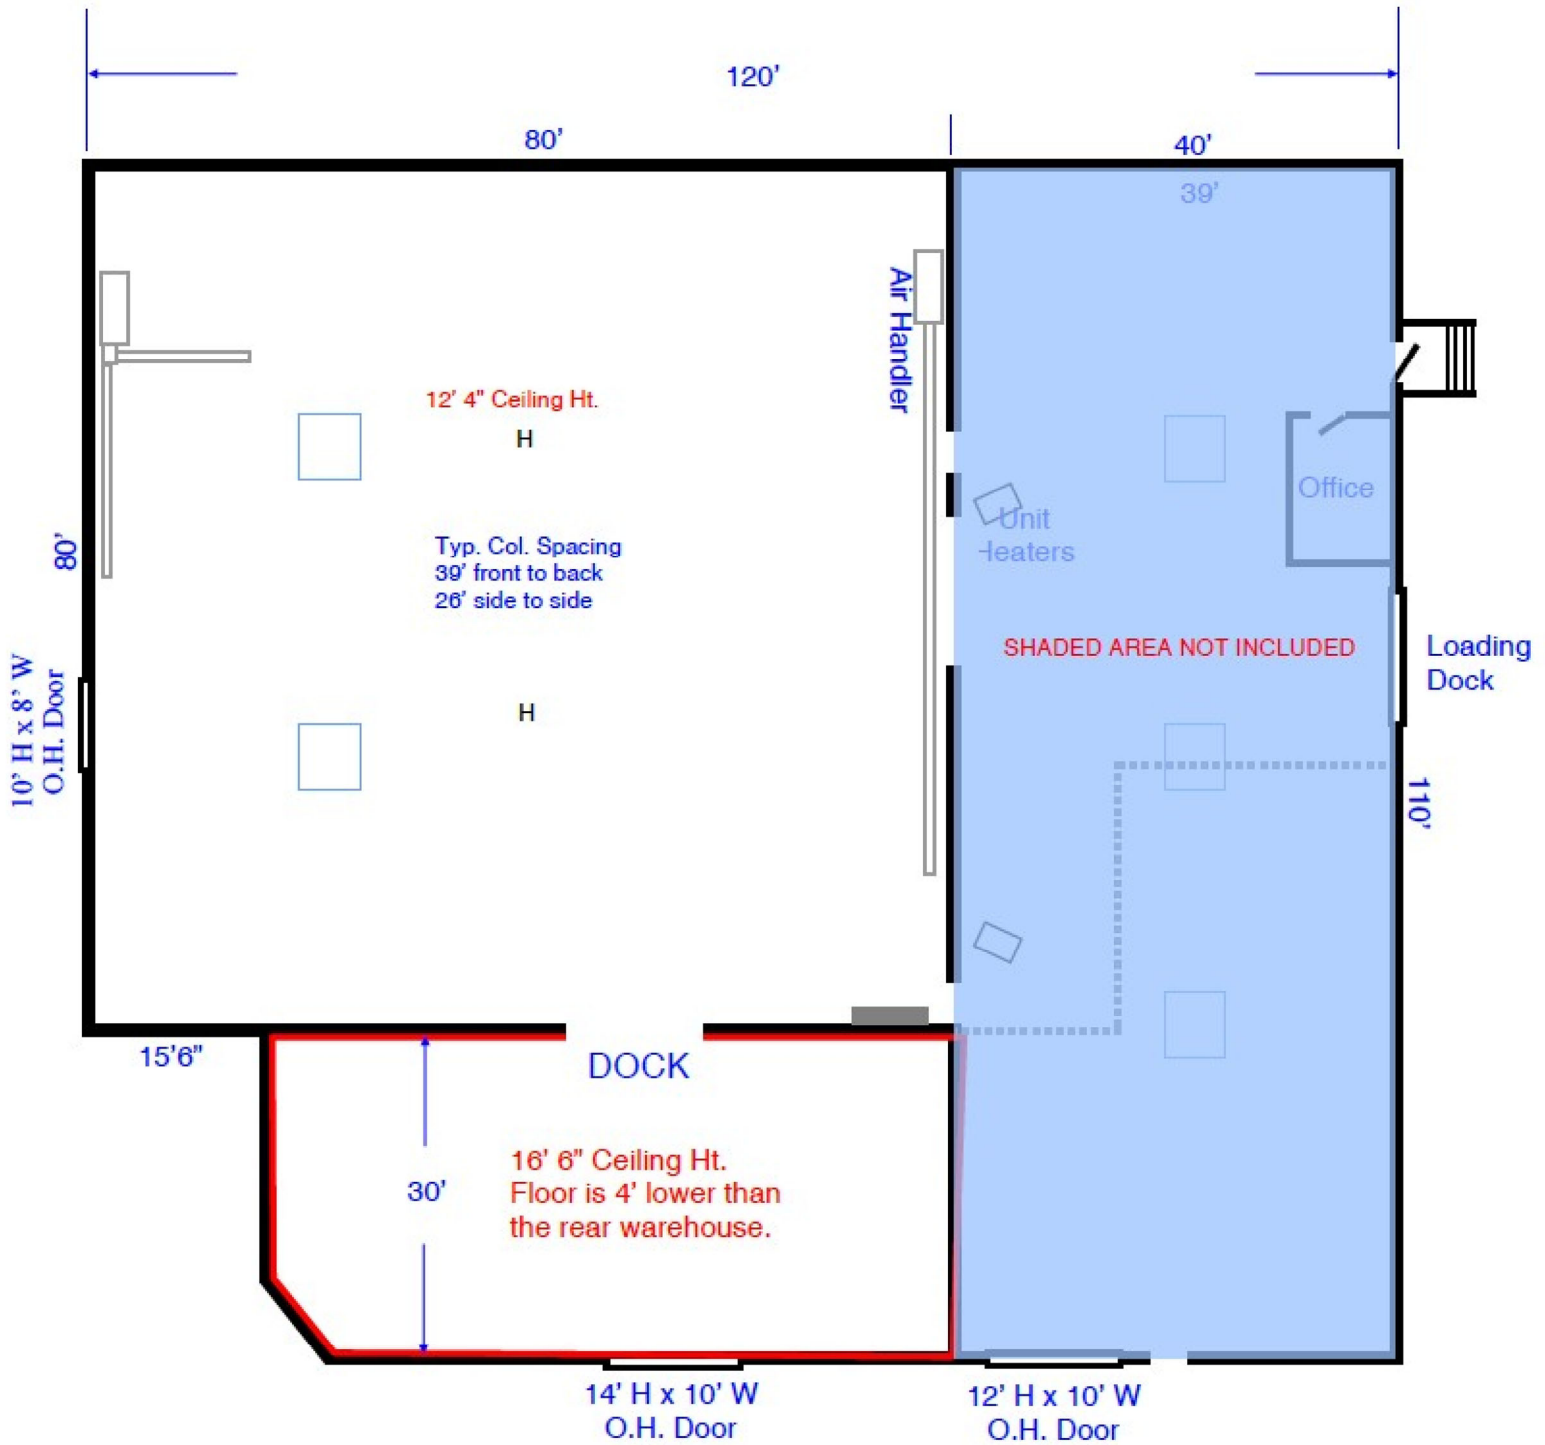 120'
80'
40'
39'
Air Handler
12' 4" Ceiling Ht.
H
Office
Unit
Heaters
Typ. Col. Spacing
39' front to back
26' side to side
80'
SHADED AREA NOT INCLUDED
Loading
Dock
10' H x 8' W
O.H. Door
H
110'
15'6"
DOCK
16' 6" Ceiling Ht.
Floor is 4' lower than
the rear warehouse.
30'
14' H x 10' W
O.H. Door
12' H x 10' W
O.H. Door